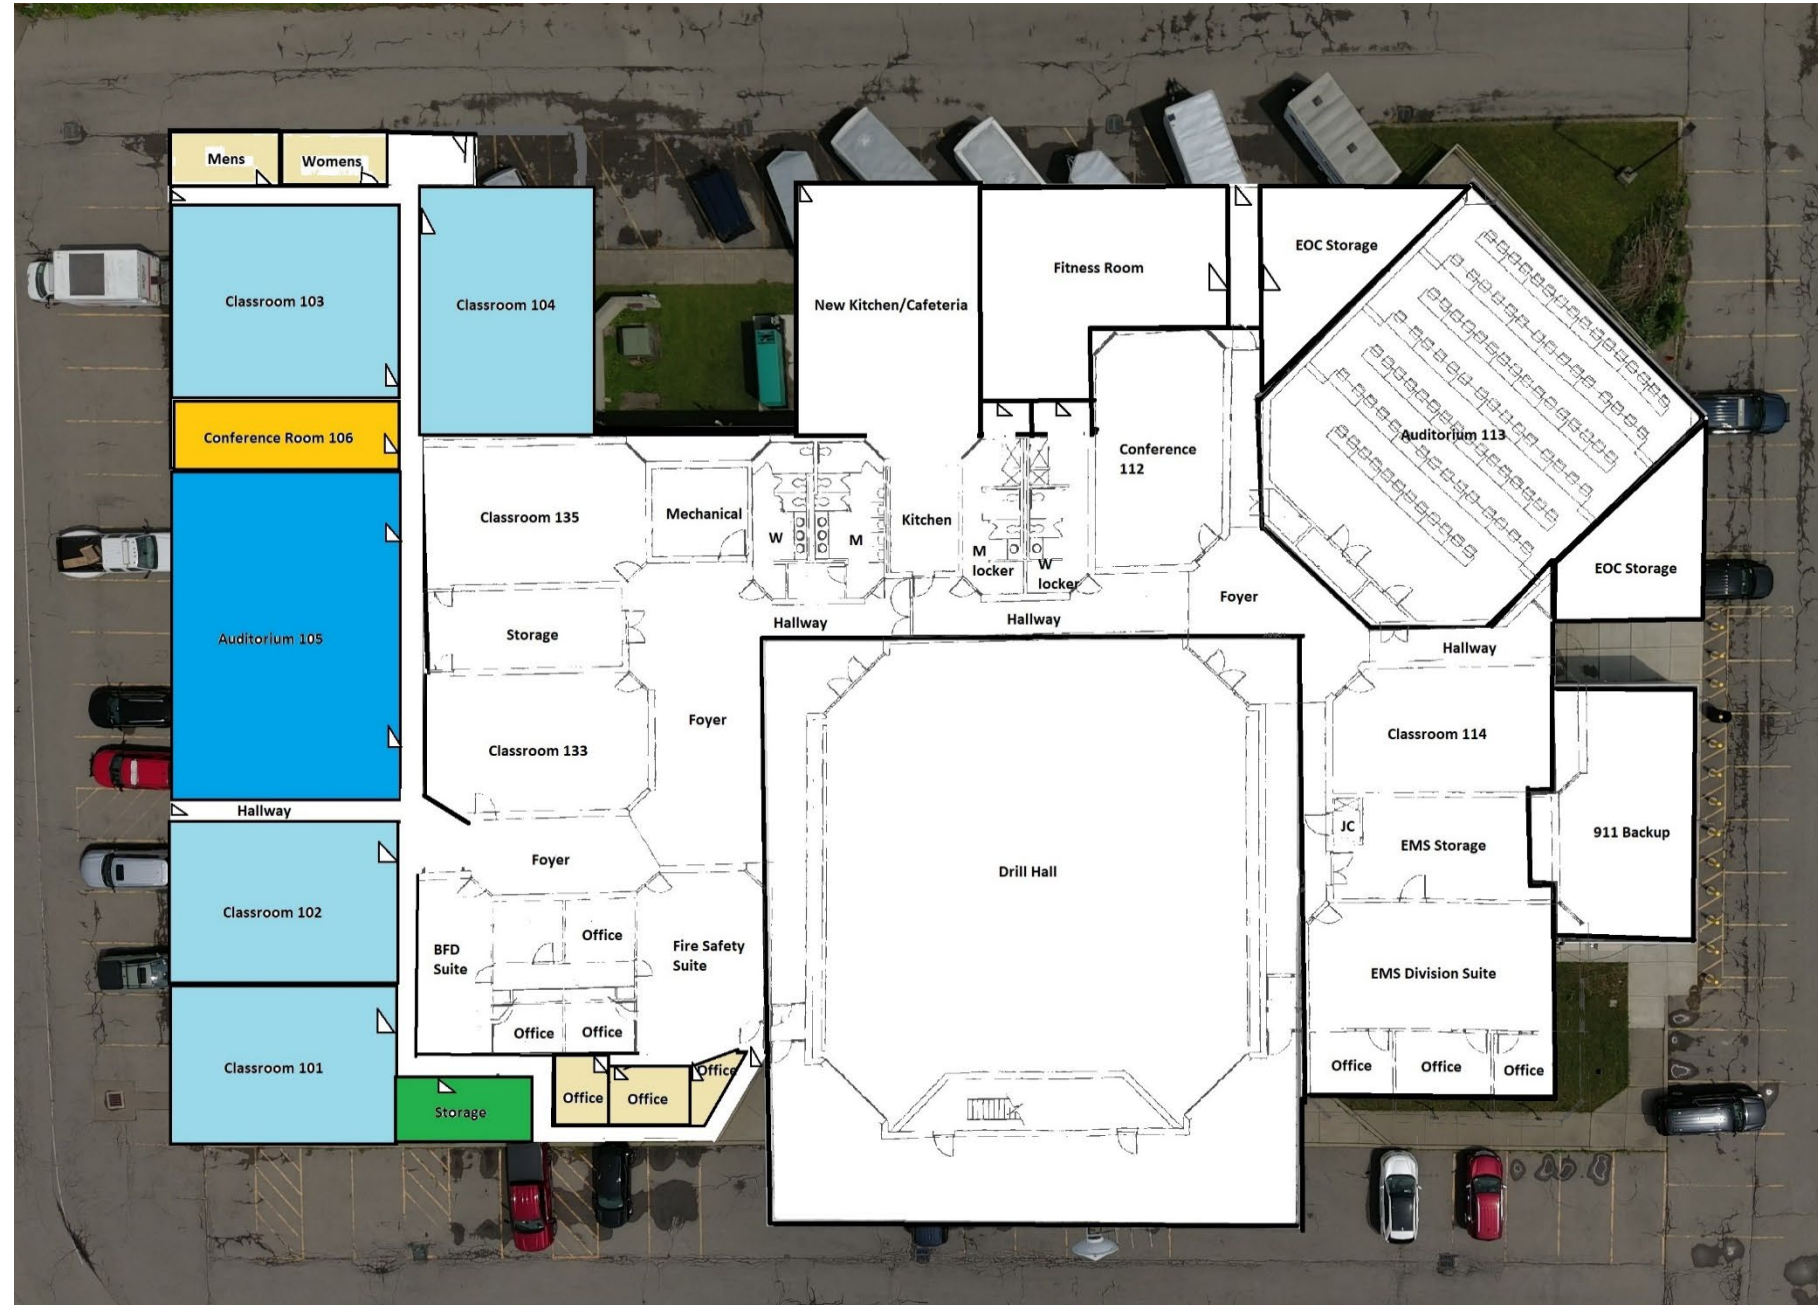 Mens
Womens
Classroom 103
Classroom 104
New Kitchen/Cafeteria
Fitness Room
EOC Storage
Conference Room 106
Auditorium 113
Conference
112
Classroom 135
Mechanical
W
M
Kitchen
M
locker
W
locker
EOC Storage
Foyer
Hallway
Hallway
Hallway
Auditorium 105
Storage
Foyer
Classroom 133
Classroom 114
Hallway
Foyer
JC
EMS Storage
911 Backup
Drill Hall
Classroom 102
BFD
Suite
Office
Fire Safety
Suite
EMS Division Suite
Office
Office
Classroom 101
Office
Office
Office
Office
Office
Office
Storage